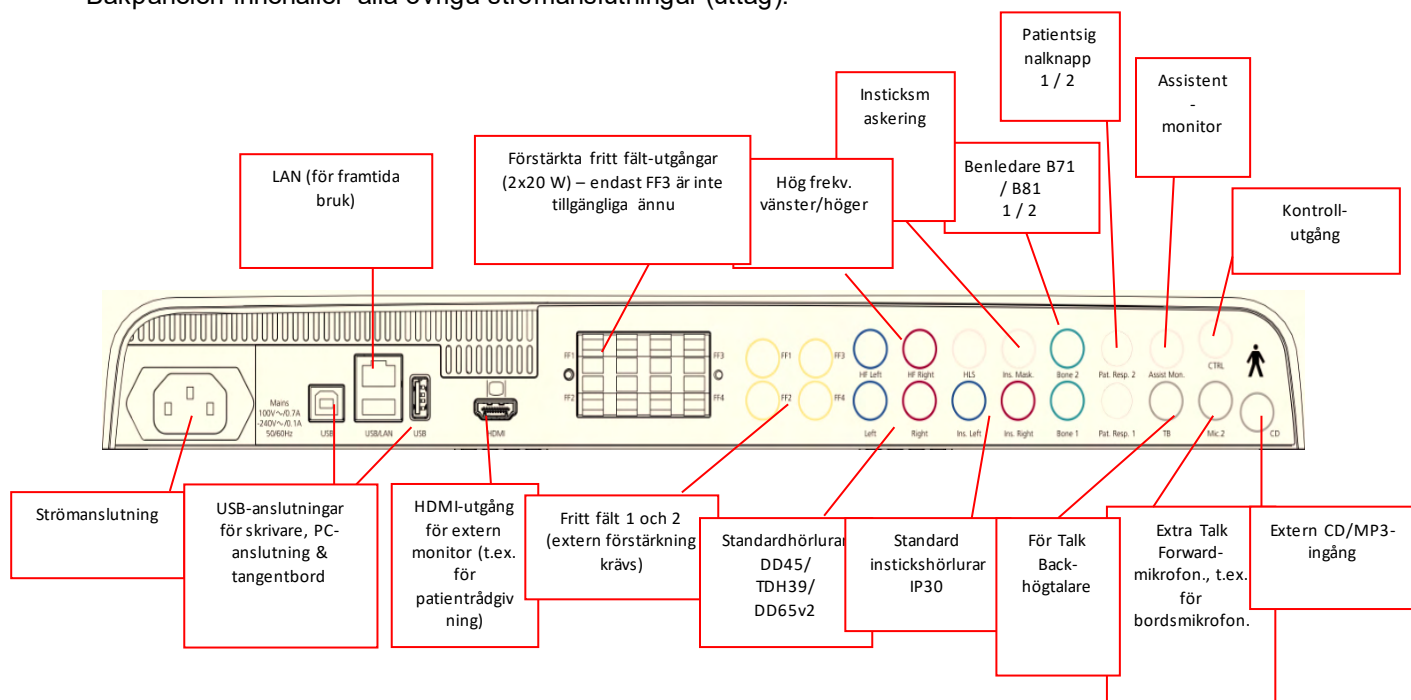 Bakpanelen innehåller alla övriga strömanslutningar (uttag).
Patientsig
nalknapp
1 / 2
Assistent
-
monitor
Insticksm
askering
Förstärkta fritt fält-utgångar
(2x20 W) – endast FF3 är inte
tillgängliga ännu
Hög frekv.
vänster/höger
Benledare B71
/ B81
1 / 2
LAN (för framtida
bruk)
Kontroll-
utgång
FF1
FF3
FF2
FF4
FF1
FF3
FF2
FF4
HF Left
HF Right
HLS
Ins. Mask.
Bone 2
Pat. Resp. 2
Assist Mon.
CTRL
Mains
100V~/0.7A
-240V~/0.1A
50/60Hz
USB
USB/LAN
USB
HDMI
Left
Right
Ins. Left
Ins. Right
Bone 1
Pat. Resp. 1
TB
Mic.2
CD
Strömanslutning
USB-anslutningar
för skrivare, PC-
anslutning &
tangentbord
HDMI-utgång
för extern
monitor (t.ex.
för
patientrådgiv
ning)
Fritt fält 1 och 2
(extern förstärkning
krävs)
Standardhörlurar
DD45/
TDH39/
DD65v2
Standard
instickshörlurar
IP30
För Talk
Back-
högtalare
Extra Talk
Forward-
mikrofon., t.ex.
för
bordsmikrofon.
Extern CD/MP3-
ingång